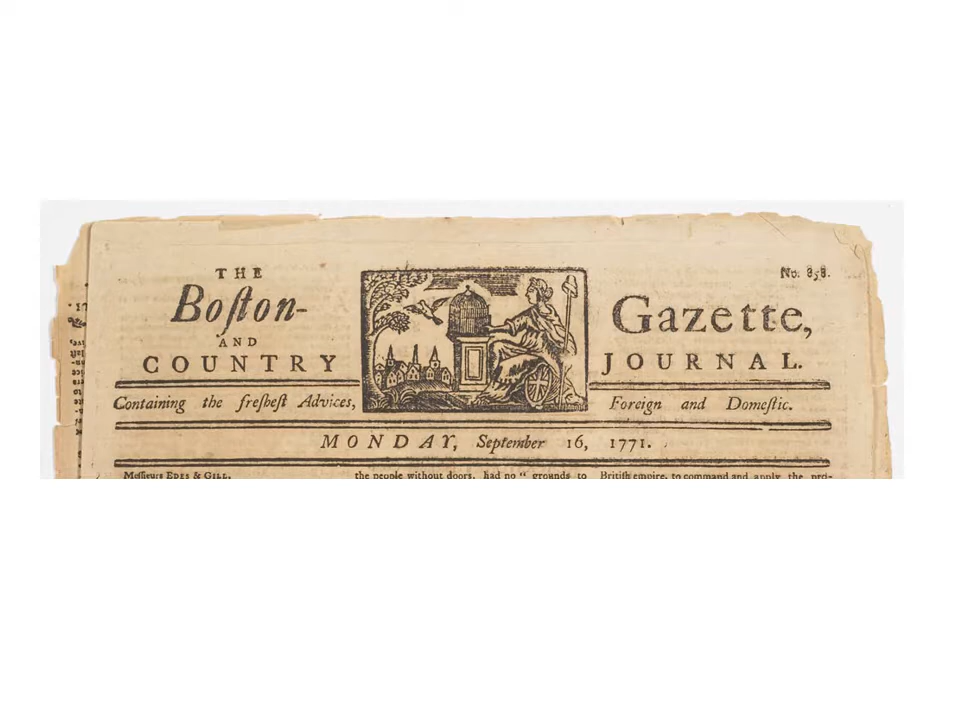 THE
No. 858.
Boſton-
Gazette,
AND
COUNTRY
JOURNAL.
Containing the freſheſt Advices, Foreign and Domeſtic.
MONDAY, September 16, 1771.
Meſſieurs EDES & GILL,
the people without doors, had no " grounds to
Britiſh empire, to command and apply the